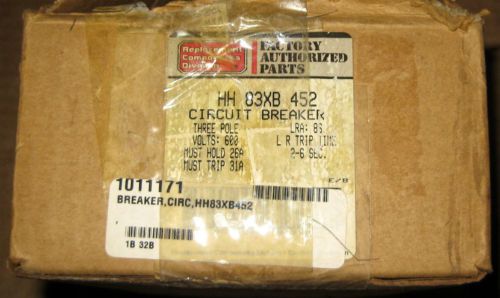 Replacement
Components
Division
FACTORY
AUTHORIZED
PARTS
HH 83XB 452
CIRCUIT BREAKER
THREE POLE
VOLTS: 600
MUST HOLD 26A
MUST TRIP 31A
LRA: 83
L R TRIP TIME
2-6 SEC.
E/B
1011171
BREAKER,CIRC,HH83XB452
1B 32B